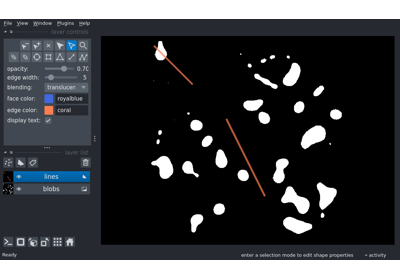 File View Window Plugins Help
layer controls
opacity: 0.70
edge width: 5
blending: translucen
face color: royalblue
edge color: coral
display text:
layer list
lines
blobs
Ready enter a selection mode to edit shape properties activity